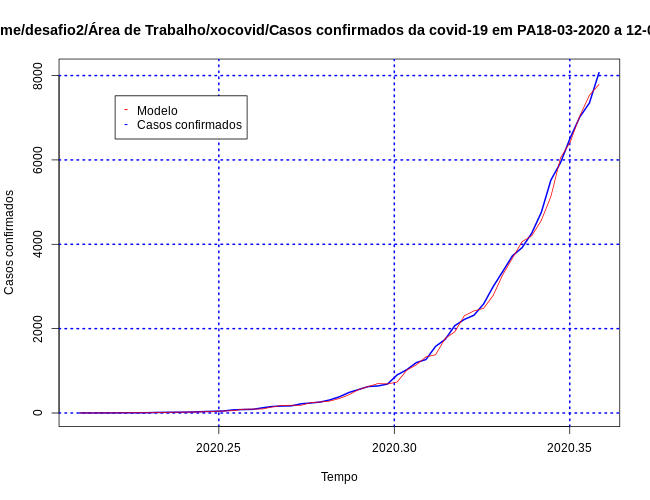 me/desafio2/Área de Trabalho/xocovid/Casos confirmados da covid-19 em PA18-03-2020 a 12-0
8000
6000
4000
2000
0
Casos confirmados
Modelo
Casos confirmados
2020.25 2020.30 2020.35
Tempo